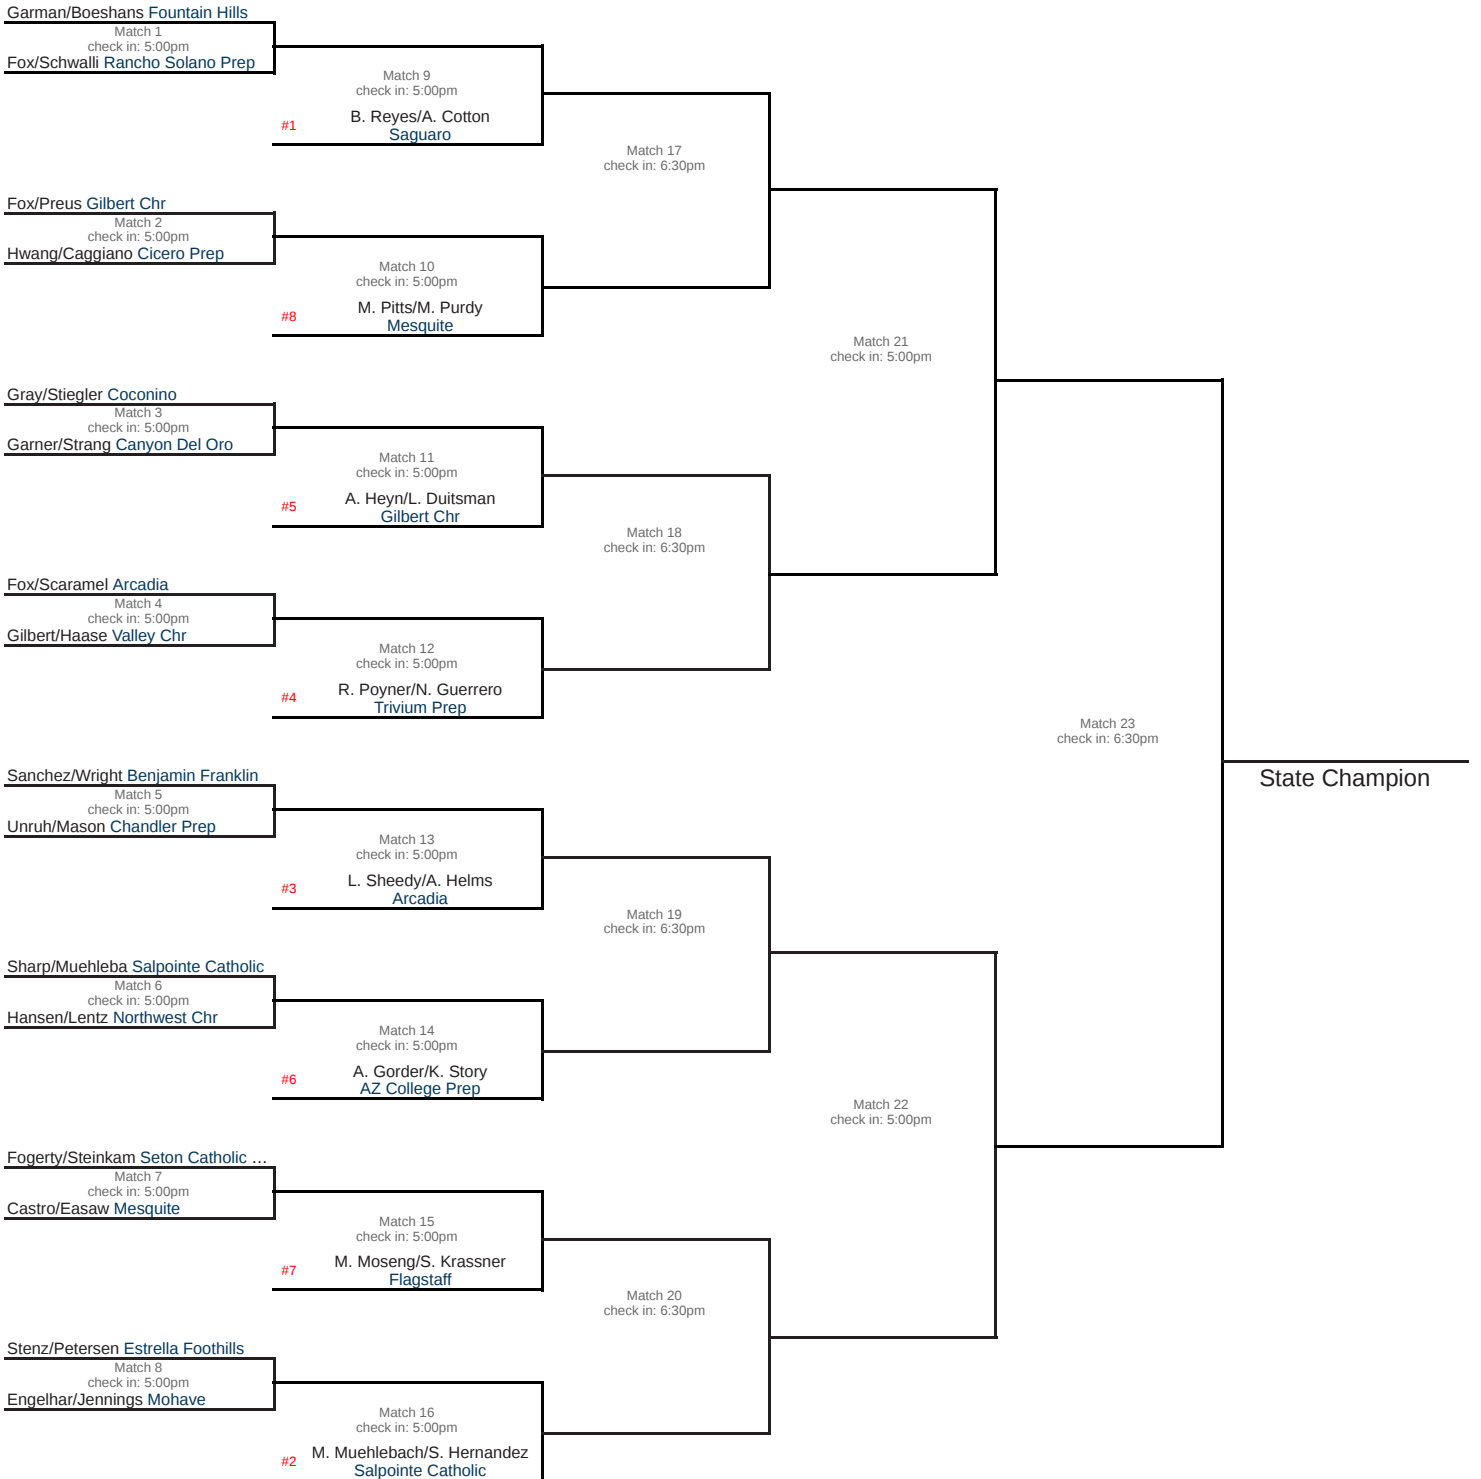 Garman/Boeshans Fountain Hills
Match 1
check in: 5:00pm
Fox/Schwalli Rancho Solano Prep
Match 9
check in: 5:00pm
#1
B. Reyes/A. Cotton
Saguaro
Match 17
check in: 6:30pm
Fox/Preus Gilbert Chr
Match 2
check in: 5:00pm
Hwang/Caggiano Cicero Prep
Match 10
check in: 5:00pm
#8
M. Pitts/M. Purdy
Mesquite
Match 21
check in: 5:00pm
Gray/Stiegler Coconino
Match 3
check in: 5:00pm
Garner/Strang Canyon Del Oro
Match 11
check in: 5:00pm
#5
A. Heyn/L. Duitsman
Gilbert Chr
Match 18
check in: 6:30pm
Fox/Scaramel Arcadia
Match 4
check in: 5:00pm
Gilbert/Haase Valley Chr
Match 12
check in: 5:00pm
#4
R. Poyner/N. Guerrero
Trivium Prep
Match 23
check in: 6:30pm
State Champion
Sanchez/Wright Benjamin Franklin
Match 5
check in: 5:00pm
Unruh/Mason Chandler Prep
Match 13
check in: 5:00pm
#3
L. Sheedy/A. Helms
Arcadia
Match 19
check in: 6:30pm
Sharp/Muehleba Salpointe Catholic
Match 6
check in: 5:00pm
Hansen/Lentz Northwest Chr
Match 14
check in: 5:00pm
#6
A. Gorder/K. Story
AZ College Prep
Match 22
check in: 5:00pm
Fogerty/Steinkam Seton Catholic …
Match 7
check in: 5:00pm
Castro/Easaw Mesquite
Match 15
check in: 5:00pm
#7
M. Moseng/S. Krassner
Flagstaff
Match 20
check in: 6:30pm
Stenz/Petersen Estrella Foothills
Match 8
check in: 5:00pm
Engelhar/Jennings Mohave
Match 16
check in: 5:00pm
#2
M. Muehlebach/S. Hernandez
Salpointe Catholic